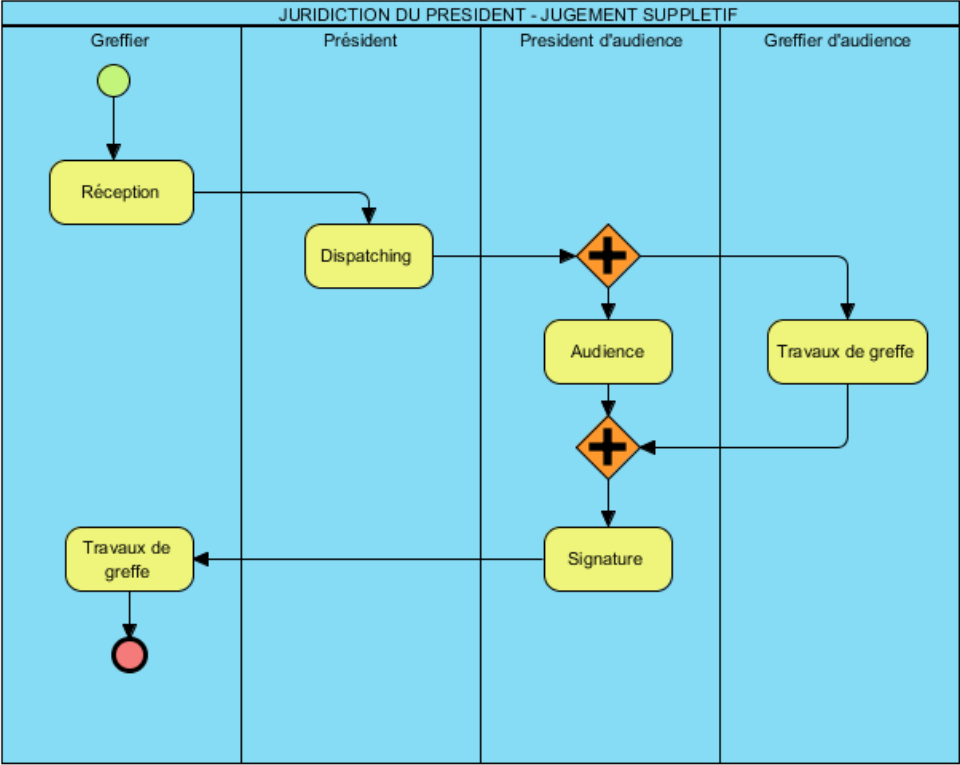 JURIDICTION DU PRESIDENT - JUGEMENT SUPPLETIF
Greffier
Président
President d'audience
Greffier d'audience
Réception
Dispatching
Audience
Travaux de greffe
Travaux de
greffe
Signature